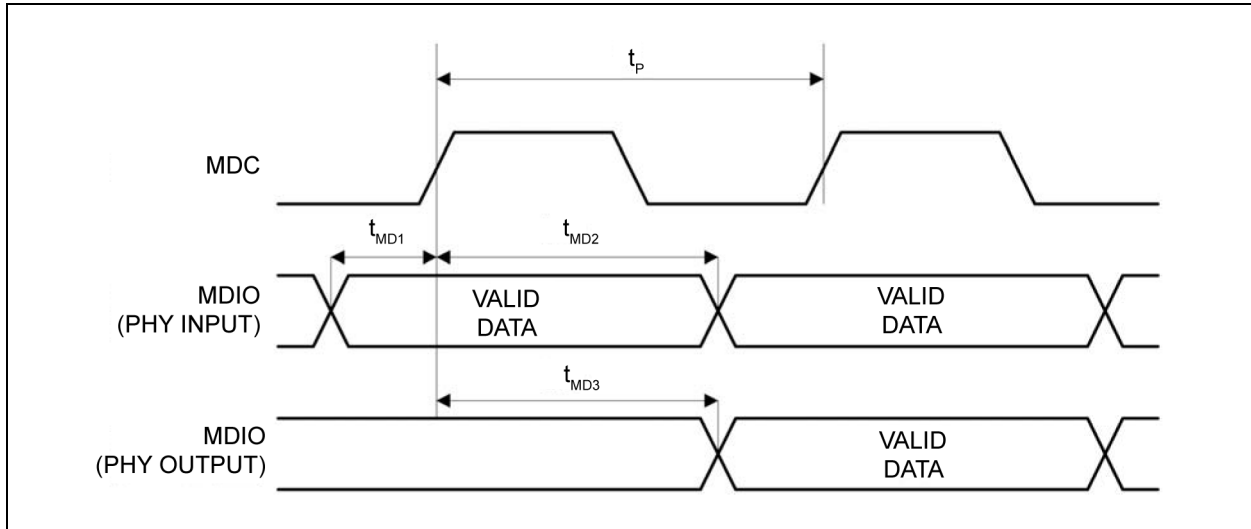 tP
MDC
tMD1
tMD2
MDIO
(PHY INPUT)
VALID
DATA
VALID
DATA
tMD3
MDIO
(PHY OUTPUT)
VALID
DATA